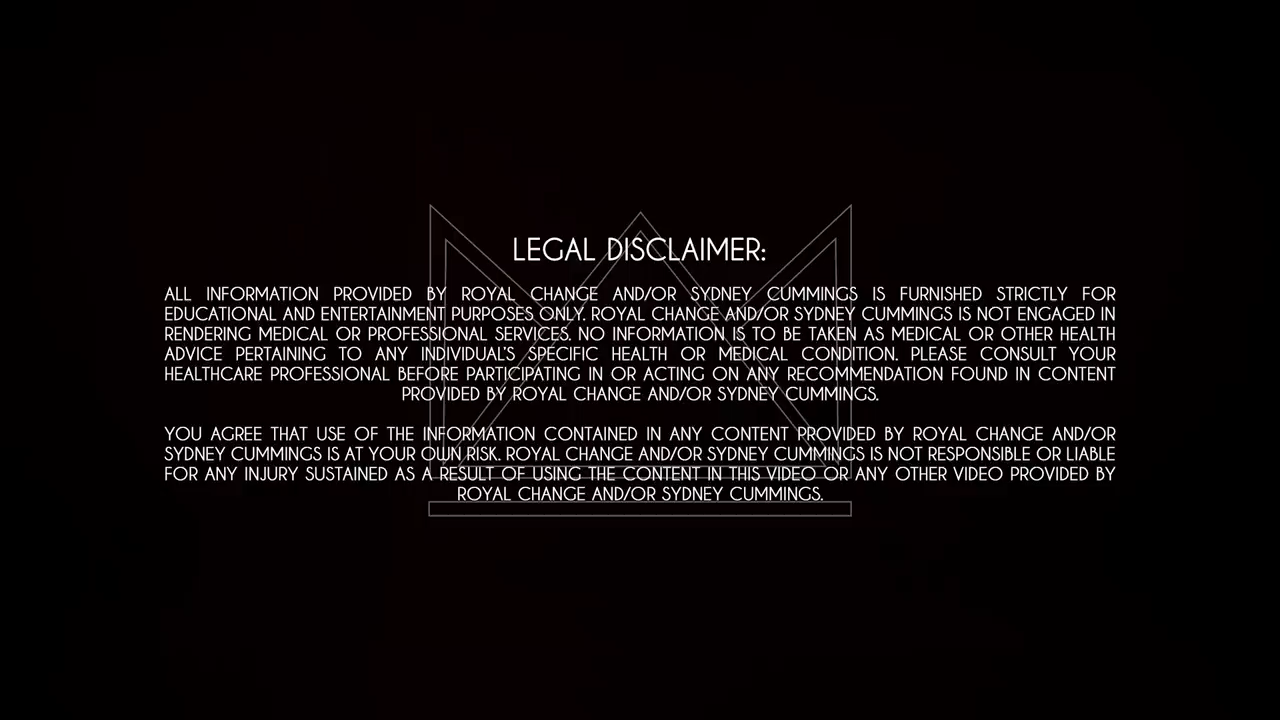 LEGAL DISCLAIMER:
ALL INFORMATION PROVIDED BY ROYAL CHANGE AND/OR SYDNEY CUMMINGS IS FURNISHED STRICTLY FOR
EDUCATIONAL AND ENTERTAINMENT PURPOSES ONLY. ROYAL CHANGE AND/OR SYDNEY CUMMINGS IS NOT ENGAGED IN
RENDERING MEDICAL OR PROFESSIONAL SERVICES. NO INFORMATION IS TO BE TAKEN AS MEDICAL OR OTHER HEALTH
ADVICE PERTAINING TO ANY INDIVIDUAL'S SPECIFIC HEALTH OR MEDICAL CONDITION. PLEASE CONSULT YOUR
HEALTHCARE PROFESSIONAL BEFORE PARTICIPATING IN OR ACTING ON ANY RECOMMENDATION FOUND IN CONTENT
PROVIDED BY ROYAL CHANGE AND/OR SYDNEY CUMMINGS.
YOU AGREE THAT USE OF THE INFORMATION CONTAINED IN ANY CONTENT PROVIDED BY ROYAL CHANGE AND/OR
SYDNEY CUMMINGS IS AT YOUR OWN RISK. ROYAL CHANGE AND/OR SYDNEY CUMMINGS IS NOT RESPONSIBLE OR LIABLE
FOR ANY INJURY SUSTAINED AS A RESULT OF USING THE CONTENT IN THIS VIDEO OR ANY OTHER VIDEO PROVIDED BY
ROYAL CHANGE AND/OR SYDNEY CUMMINGS.